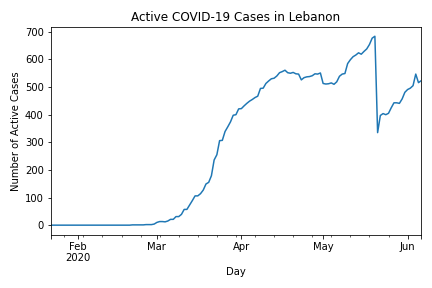 Active COVID-19 Cases in Lebanon
Number of Active Cases
700
600
500
400
300
200
100
0
Feb
2020
Mar
Apr
May
Jun
Day